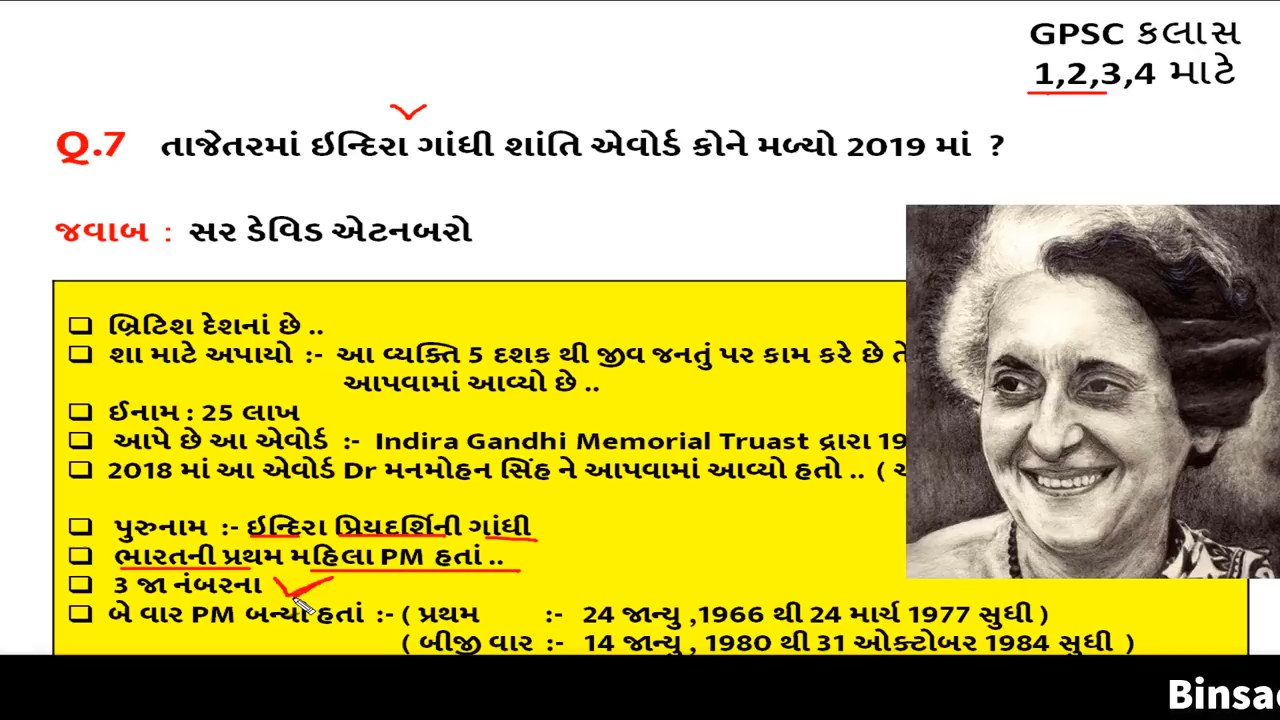 GPSC કલાસ
1,2,3,4 માટે
Q.7 તાજેતરમાં ઇન્દિરા ગાંધી શાંતિ એવોર્ડ કોને મળ્યો 2019 માં ?
જવાબ : સર ડેવિડ એટનબરો
બ્રિટિશ દેશનાં છે ..
શા માટે અપાયો :- આ વ્યક્તિ 5 દશક થી જીવ જનતું પર કામ કરે છે તે
આપવામાં આવ્યો છે ..
ઈનામ : 25 લાખ
આપે છે આ એવોર્ડ :- Indira Gandhi Memorial Truast દ્રારા 19
2018 માં આ એવોર્ડ Dr મનમોહન સિંહ ને આપવામાં આવ્યો હતો .. (
પુરુનામ :- ઇન્દિરા પ્રિયદર્શિની ગાંધી
ભારતની પ્રથમ મહિલા PM હતાં ..
3 જા નંબરના
બે વાર PM બન્યા હતાં :- ( પ્રથમ :- 24 જાન્યુ ,1966 થી 24 માર્ચ 1977 સુધી )
( બીજી વાર :- 14 જાન્યુ , 1980 થી 31 ઓક્ટોબર 1984 સુધી )